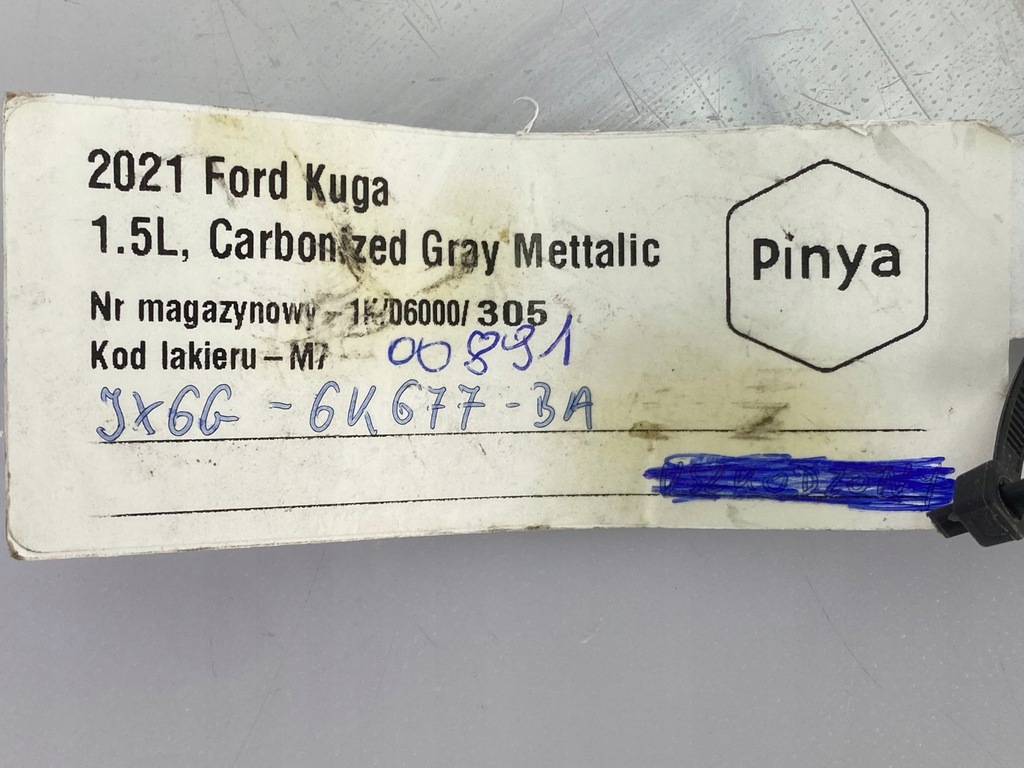 2021 Ford Kuga
1.5L, Carbonized Gray Mettalic
Pinya
Nr magazynowy - 1K/06000/305
Kod lakieru - M7 00891
JX6G - 6K677-BA